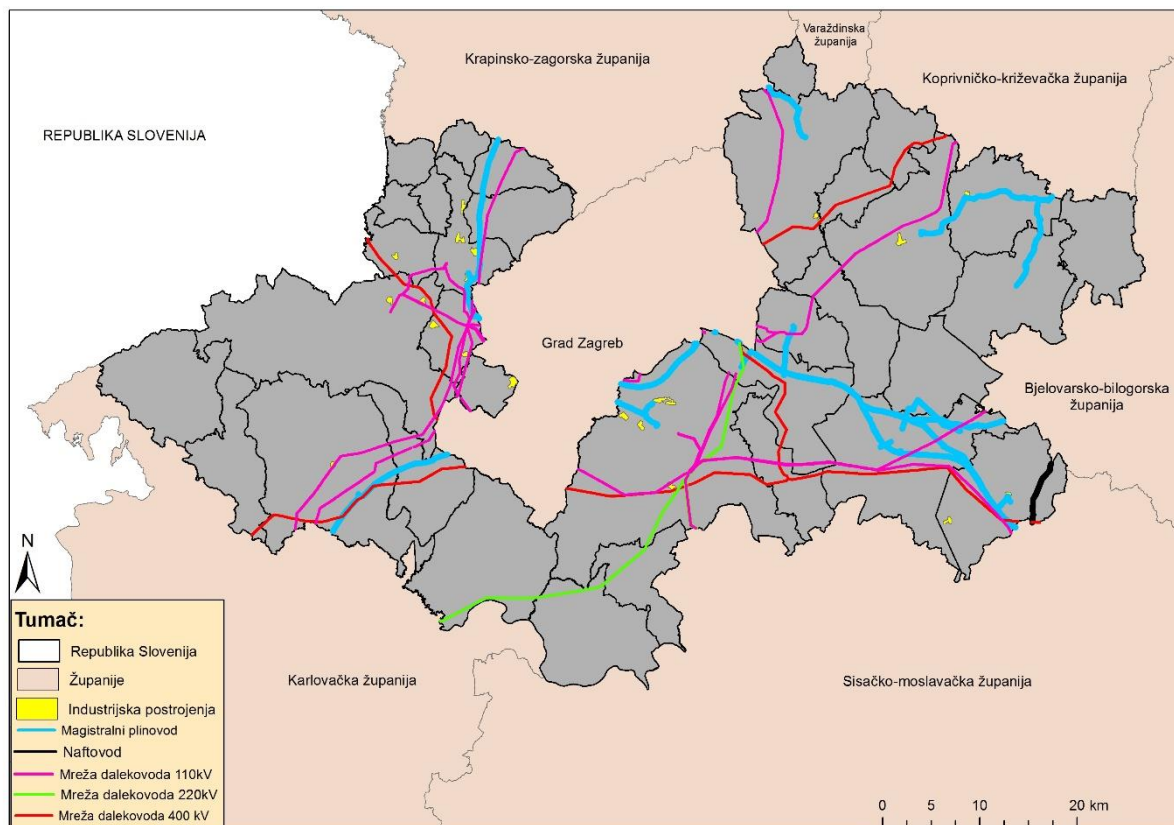 Varaždinska
županija
Krapinsko-zagorska županija
Koprivničko-križevačka županija
REPUBLIKA SLOVENIJA
Grad Zagreb
Bjelovarsko-bilogorska
županija
N
Tumač:
Republika Slovenija
Županije
Industrijska postrojenja
Magistralni plinovod
Naftovod
Mreža dalekovoda 110kV
Mreža dalekovoda 220kV
Mreža dalekovoda 400 kV
Karlovačka županija
Sisačko-moslavačka županija
0 5 10 20 km